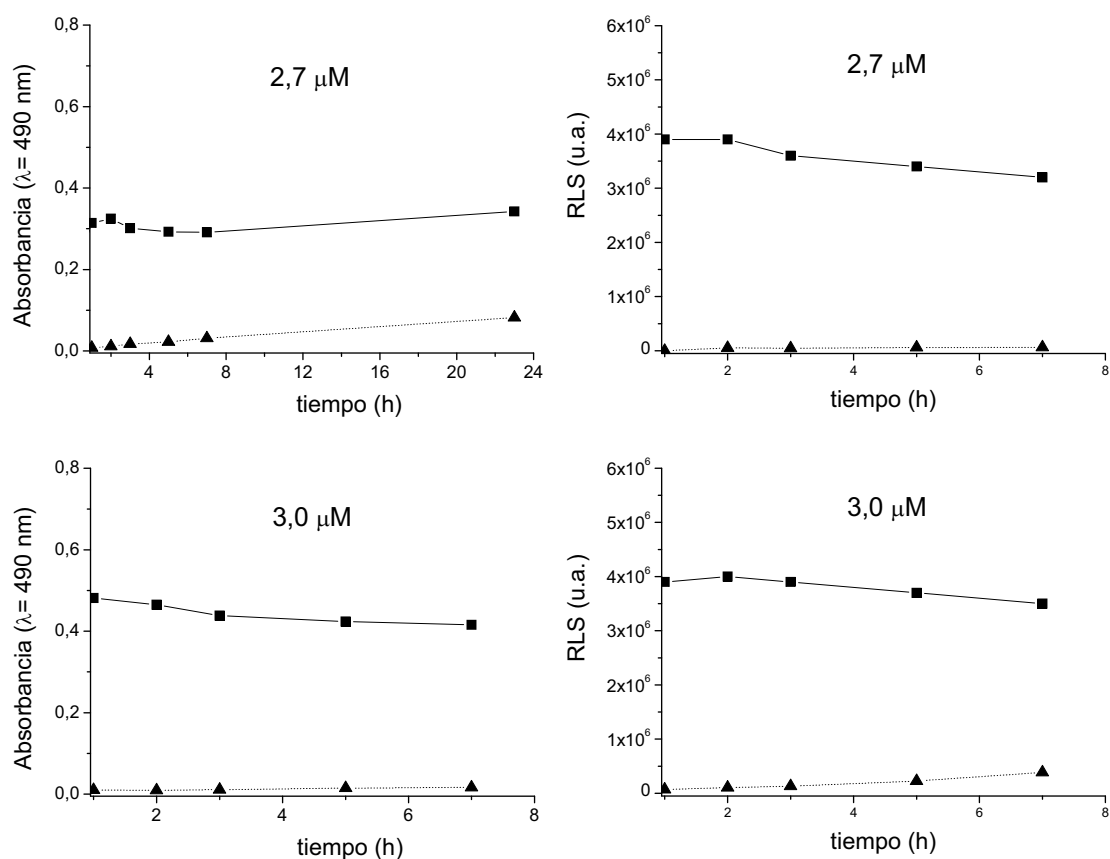 2,7 μM
Absorbancia (λ= 490 nm)
0,8
0,6
0,4
0,2
0,0
4 8 12 16 20 24
tiempo (h)
2,7 μM
RLS (u.a.)
6x10⁶
5x10⁶
4x10⁶
3x10⁶
2x10⁶
1x10⁶
0
2 4 6 8
tiempo (h)
3,0 μM
Absorbancia (λ= 490 nm)
0,8
0,6
0,4
0,2
0,0
2 4 6 8
tiempo (h)
3,0 μM
RLS (u.a.)
6x10⁶
5x10⁶
4x10⁶
3x10⁶
2x10⁶
1x10⁶
0
2 4 6 8
tiempo (h)